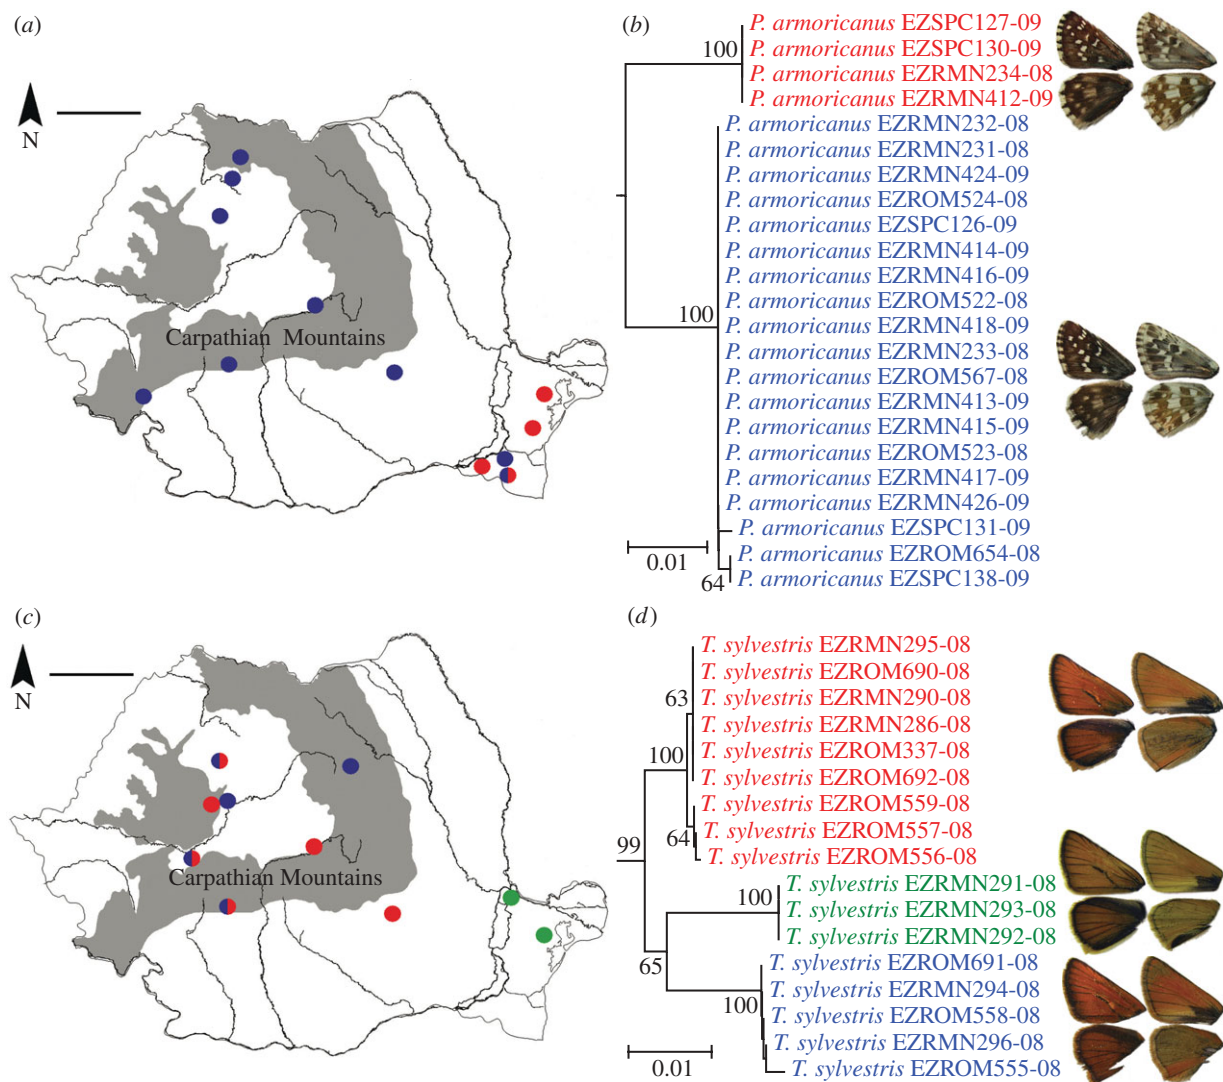 (a)
N
Carpathian Mountains
(b)
100
P. armoricanus EZSPC127-09
P. armoricanus EZSPC130-09
P. armoricanus EZRMN234-08
P. armoricanus EZRMN412-09
P. armoricanus EZRMN232-08
P. armoricanus EZRMN231-08
P. armoricanus EZRMN424-09
P. armoricanus EZROM524-08
P. armoricanus EZSPC126-09
P. armoricanus EZRMN414-09
P. armoricanus EZRMN416-09
P. armoricanus EZROM522-08
100
P. armoricanus EZRMN418-09
P. armoricanus EZRMN233-08
P. armoricanus EZROM567-08
P. armoricanus EZRMN413-09
P. armoricanus EZRMN415-09
P. armoricanus EZROM523-08
P. armoricanus EZRMN417-09
P. armoricanus EZRMN426-09
P. armoricanus EZSPC131-09
P. armoricanus EZROM654-08
P. armoricanus EZSPC138-09
0.01
64
(c)
N
Carpathian Mountains
(d)
T. sylvestris EZRMN295-08
T. sylvestris EZROM690-08
63
T. sylvestris EZRMN290-08
T. sylvestris EZRMN286-08
100
T. sylvestris EZROM337-08
T. sylvestris EZROM692-08
T. sylvestris EZROM559-08
64
T. sylvestris EZROM557-08
T. sylvestris EZROM556-08
99
T. sylvestris EZRMN291-08
100
T. sylvestris EZRMN293-08
T. sylvestris EZRMN292-08
65
T. sylvestris EZROM691-08
T. sylvestris EZRMN294-08
100
T. sylvestris EZROM558-08
T. sylvestris EZRMN296-08
T. sylvestris EZROM555-08
0.01